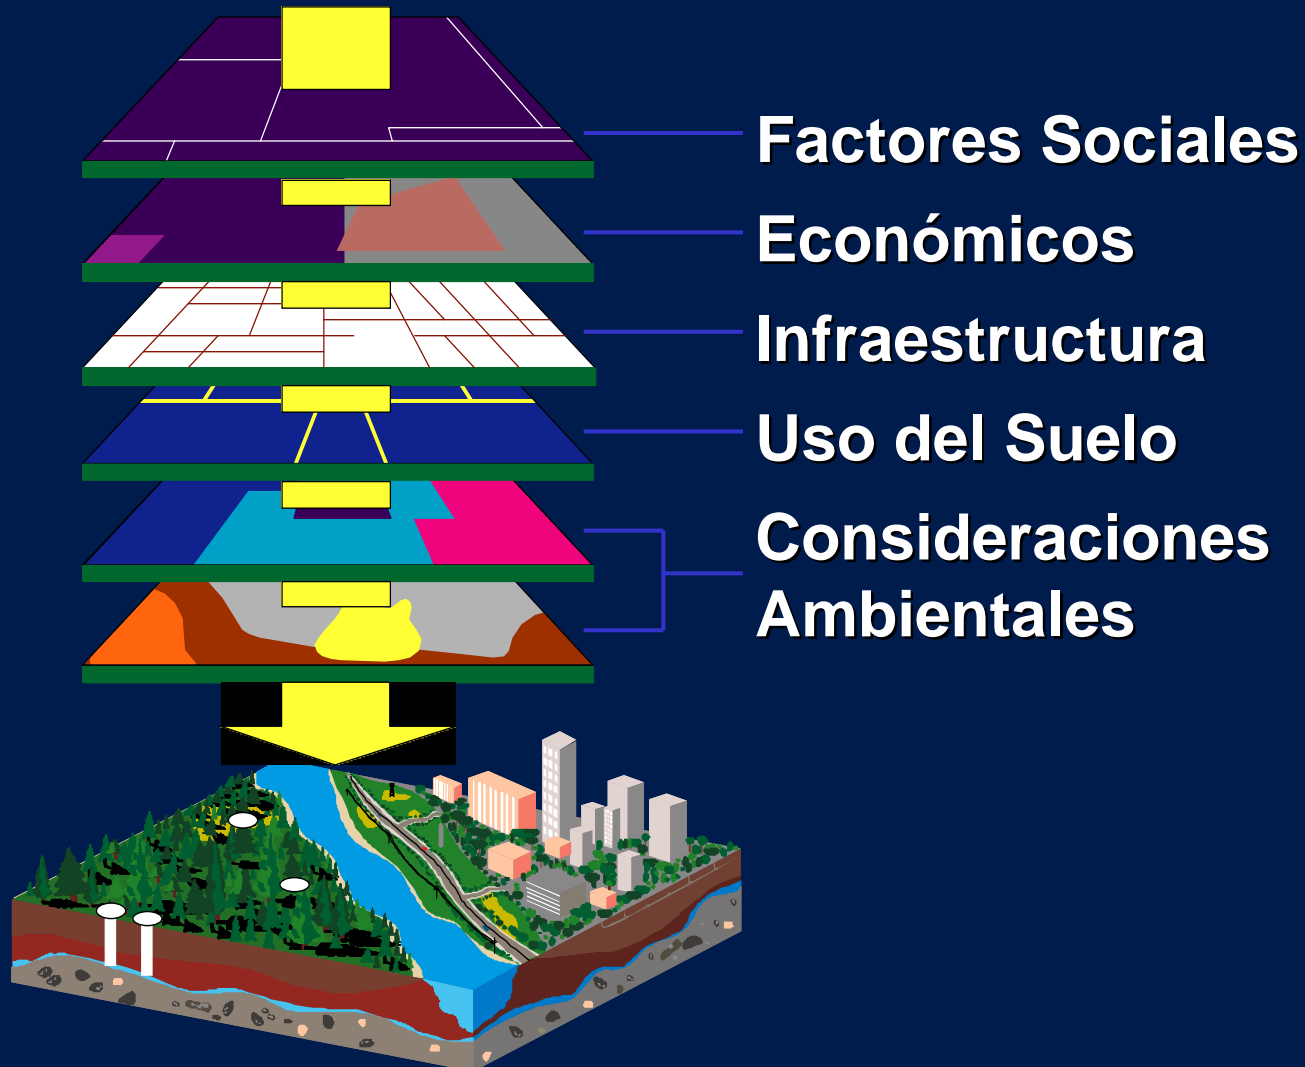 Factores Sociales
Económicos
Infraestructura
Uso del Suelo
Consideraciones
Ambientales